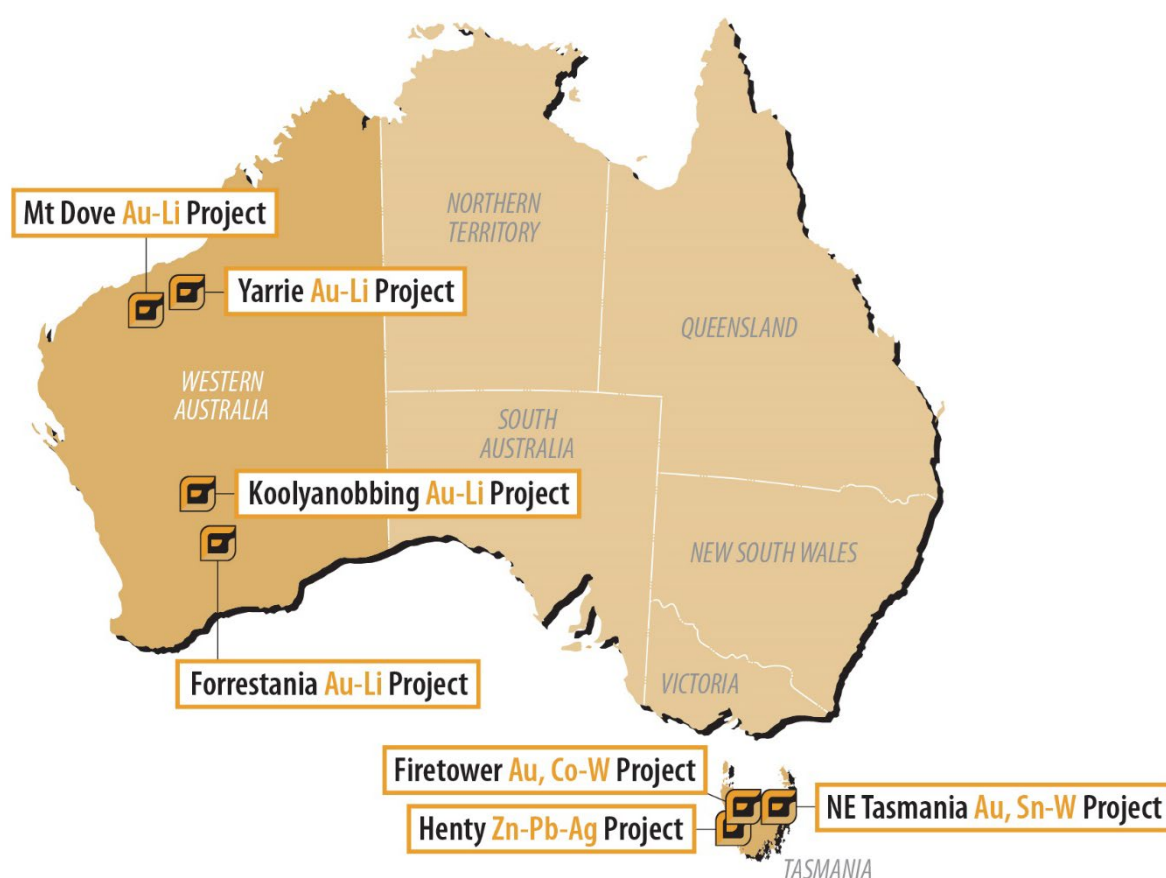 NORTHERN
TERRITORY
Mt Dove Au-Li Project
Yarrie Au-Li Project
QUEENSLAND
WESTERN
AUSTRALIA
SOUTH
AUSTRALIA
Koolyanobbing Au-Li Project
NEW SOUTH WALES
Forrestania Au-Li Project
VICTORIA
Firetower Au, Co-W Project
NE Tasmania Au, Sn-W Project
Henty Zn-Pb-Ag Project
TASMANIA